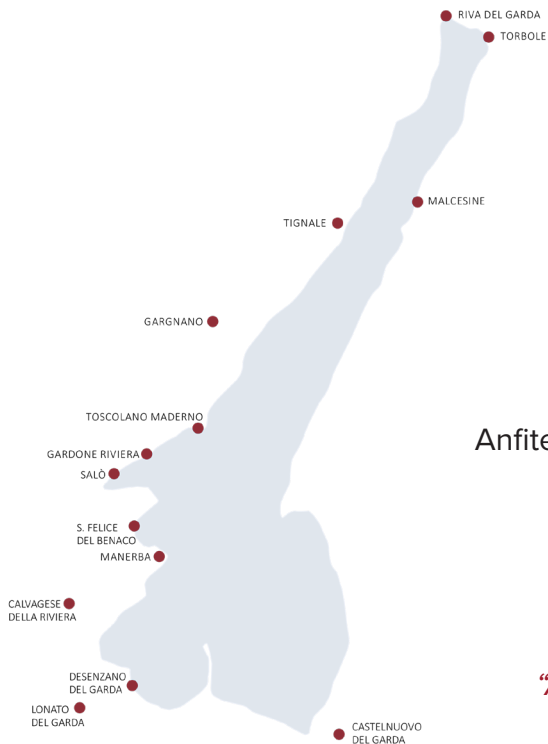 RIVA DEL GARDA
TORBOLE
MALCESINE
TIGNALE
GARGNANO
TOSCOLANO MADERNO
Anfite
GARDONE RIVIERA
SALÒ
S. FELICE
DEL BENACO
MANERBA
CALVAGESE
DELLA RIVIERA
DESENZANO
DEL GARDA
LONATO
DEL GARDA
CASTELNUOVO
DEL GARDA